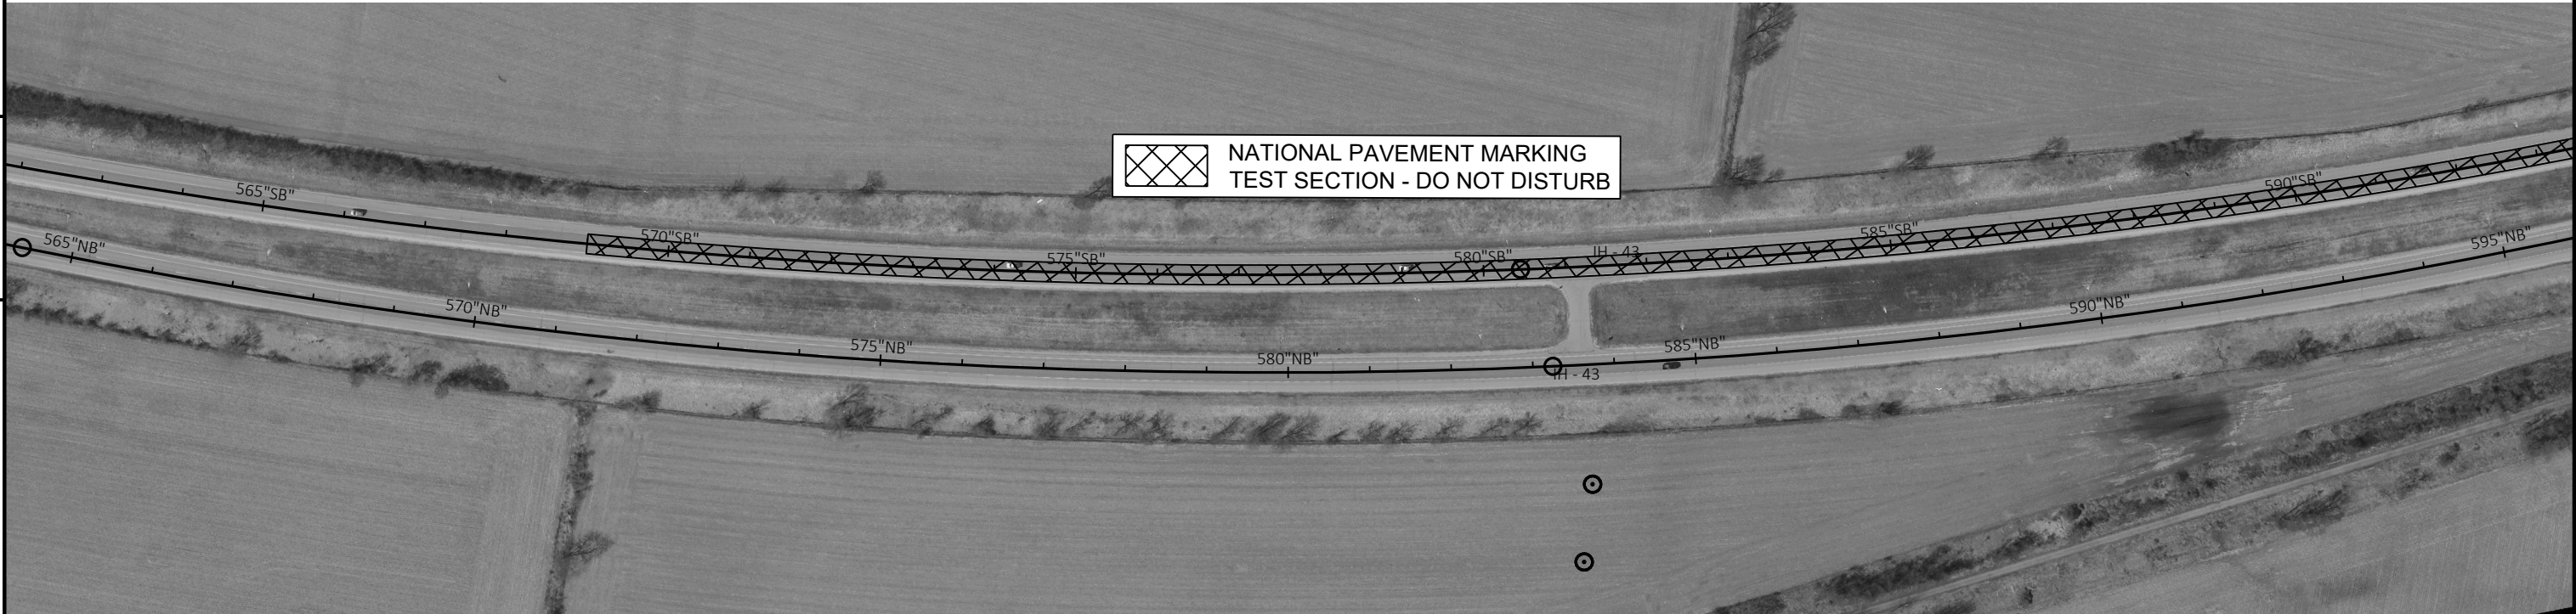 NATIONAL PAVEMENT MARKING
TEST SECTION - DO NOT DISTURB
565"SB"
570"SB"
575"SB"
580"SB"
IH - 43
585"SB"
590"SB"
565"NB"
570"NB"
575"NB"
580"NB"
IH - 43
585"NB"
590"NB"
595"NB"